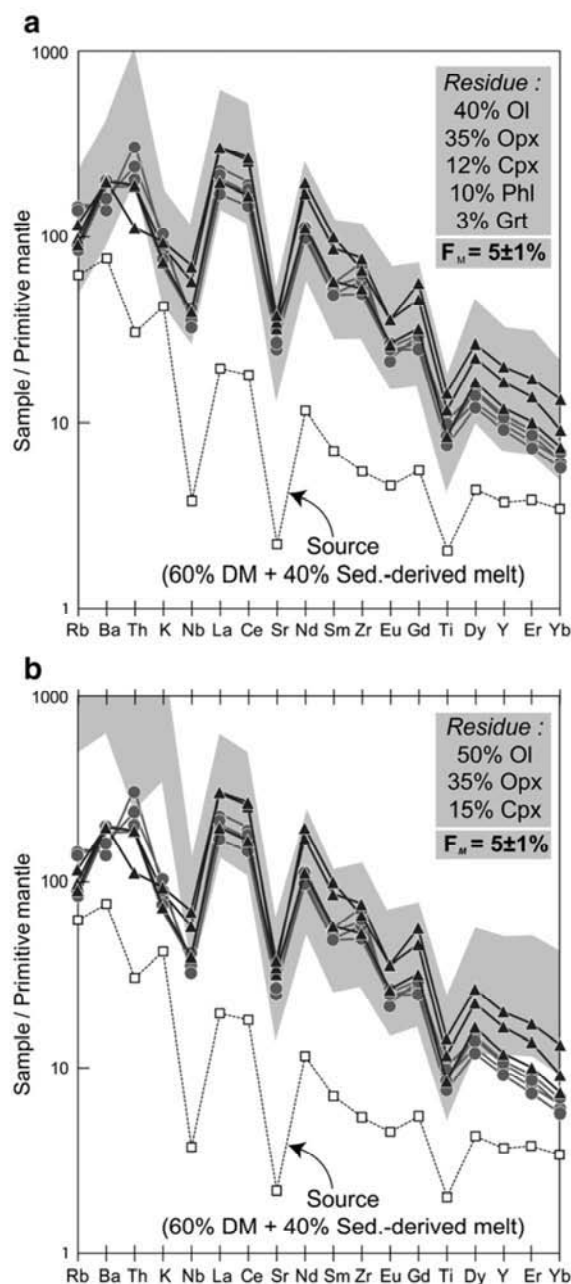 a
1000
Residue :
40% Ol
35% Opx
12% Cpx
10% Phl
3% Grt
FM = 5±1%
100
Sample / Primitive mantle
10
Source
(60% DM + 40% Sed.-derived melt)
1
Rb Ba Th K Nb La Ce Sr Nd Sm Zr Eu Gd Ti Dy Y Er Yb
b
1000
Residue :
50% Ol
35% Opx
15% Cpx
FM = 5±1%
100
Sample / Primitive mantle
10
Source
(60% DM + 40% Sed.-derived melt)
1
Rb Ba Th K Nb La Ce Sr Nd Sm Zr Eu Gd Ti Dy Y Er Yb